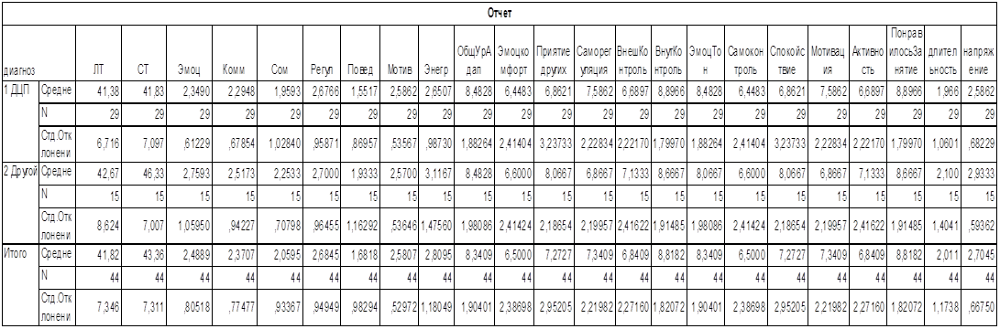 Отчет
диагноз ЛТ СТ Эмоц Комм Сом Регул Повед Мотив Энегр ОбщУрАдап Эмоцкомфорт Приятиедругих Саморегуляция ВнешКонтроль ВнутКонтроль ЭмоцТон Самоконтроль Спокойствие Мотивация Активность ПонравилосьЗанятие длительность напряжение
1 ДЦП Средне 41,38 41,83 2,3490 2,2948 1,9593 2,6766 1,5517 2,5862 2,6507 8,4828 6,4483 6,8621 7,5862 6,6897 8,8966 8,4828 6,4483 6,8621 7,5862 6,6897 8,8966 1,966 2,5862
N 29 29 29 29 29 29 29 29 29 29 29 29 29 29 29 29 29 29 29 29 29 29 29
Стд.Отклонени 6,716 7,097 ,61229 ,67854 1,02840 ,95871 ,86957 ,53567 ,98730 1,88264 2,41404 3,23733 2,22834 2,22170 1,79970 1,88264 2,41404 3,23733 2,22834 2,22170 1,79970 1,0601 ,68229
2 Другой Средне 42,67 46,33 2,7593 2,5173 2,2533 2,7000 1,9333 2,5700 3,1167 8,4828 6,6000 8,0667 6,8667 7,1333 8,6667 8,0667 6,6000 8,0667 6,8667 7,1333 8,6667 2,100 2,9333
N 15 15 15 15 15 15 15 15 15 15 15 15 15 15 15 15 15 15 15 15 15 15 15
Стд.Отклонени 8,624 7,007 1,05950 ,94227 ,70798 ,96455 1,16292 ,53646 1,47560 1,98086 2,41424 2,18654 2,19957 2,41622 1,91485 1,98086 2,41424 2,18654 2,19957 2,41622 1,91485 1,4041 ,59362
Итого Средне 41,82 43,36 2,4889 2,3707 2,0595 2,6845 1,6818 2,5807 2,8095 8,3409 6,5000 7,2727 7,3409 6,8409 8,8182 8,3409 6,5000 7,2727 7,3409 6,8409 8,8182 2,011 2,7045
N 44 44 44 44 44 44 44 44 44 44 44 44 44 44 44 44 44 44 44 44 44 44 44
Стд.Отклонени 7,346 7,311 ,80518 ,77477 ,93367 ,94949 ,98294 ,52972 1,18049 1,90401 2,38698 2,95205 2,21982 2,27160 1,82072 1,90401 2,38698 2,95205 2,21982 2,27160 1,82072 1,1738 ,66750